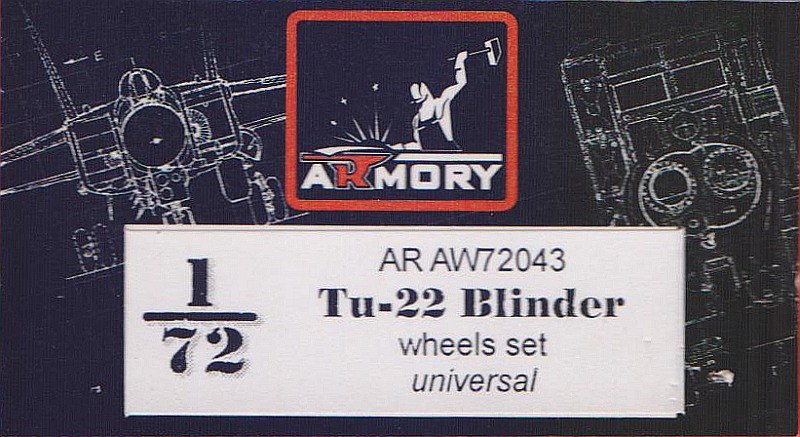 ARMORY
1
72
AR AW72043
Tu-22 Blinder
wheels set
universal